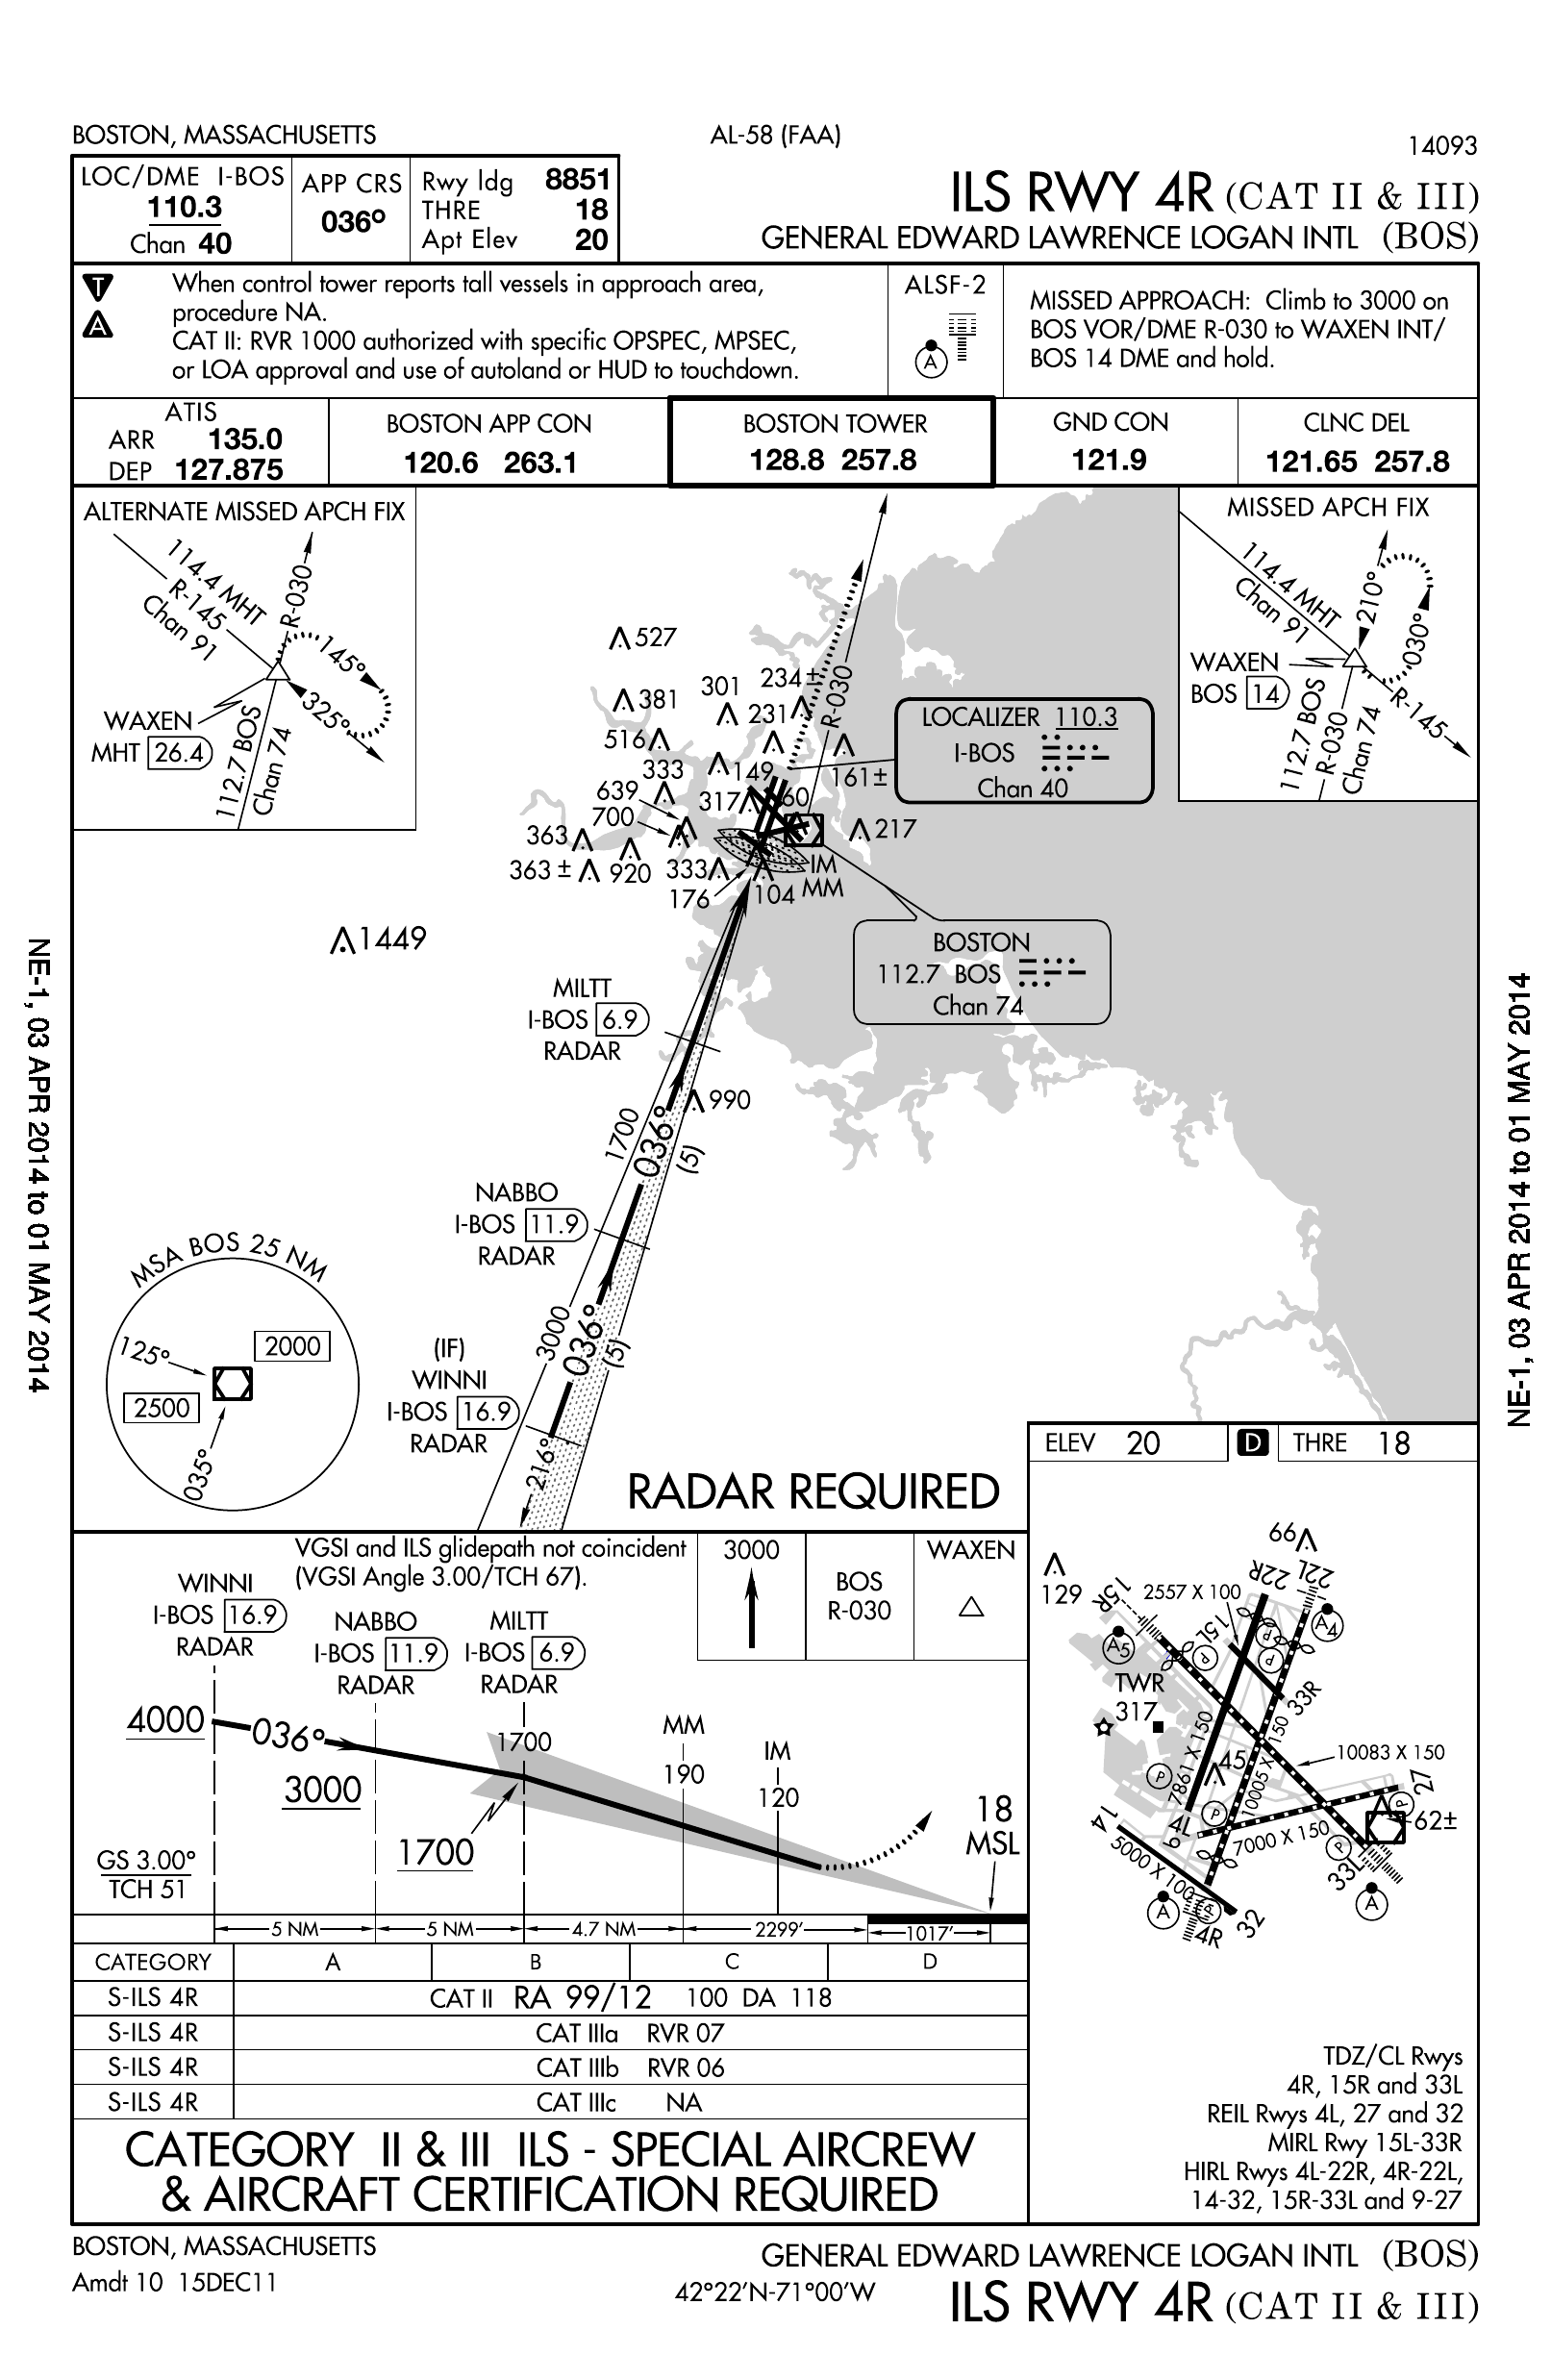 BOSTON, MASSACHUSETTS
AL-58 (FAA)
14093
LOC/DME I-BOS
110.3
Chan 40
APP CRS
036°
Rwy ldg 8851
THRE 18
Apt Elev 20
ILS RWY 4R (CAT II & III)
GENERAL EDWARD LAWRENCE LOGAN INTL (BOS)
T
A
When control tower reports tall vessels in approach area,
procedure NA.
CAT II: RVR 1000 authorized with specific OPSPEC, MPSEC,
or LOA approval and use of autoland or HUD to touchdown.
ALSF-2
A
MISSED APPROACH: Climb to 3000 on
BOS VOR/DME R-030 to WAXEN INT/
BOS 14 DME and hold.
ATIS
ARR 135.0
DEP 127.875
BOSTON APP CON
120.6 263.1
BOSTON TOWER
128.8 257.8
GND CON
121.9
CLNC DEL
121.65 257.8
ALTERNATE MISSED APCH FIX
114.4 MHT
R-145
Chan 91
R-030
145°
325°
WAXEN
MHT 26.4
112.7 BOS
Chan 74
MISSED APCH FIX
114.4 MHT
Chan 91
210°
030°
WAXEN
BOS 14
R-145
112.7 BOS
R-030
Chan 74
527
381
301
234±
231
516
333
149
161±
639
317
60
700
363
217
363 ±
920
333
176
104
IM
MM
R-030
LOCALIZER 110.3
I-BOS
Chan 40
1449
BOSTON
112.7 BOS
Chan 74
MILTT
I-BOS 6.9
RADAR
990
1700
036°
(5)
NABBO
I-BOS 11.9
RADAR
3000
036°
(5)
(IF)
WINNI
I-BOS 16.9
RADAR
216°
MSA BOS 25 NM
125°
2000
2500
035°
RADAR REQUIRED
NE-1, 03 APR 2014 to 01 MAY 2014
NE-1, 03 APR 2014 to 01 MAY 2014
ELEV 20
D
THRE 18
VGSI and ILS glidepath not coincident
(VGSI Angle 3.00/TCH 67).
3000
BOS
R-030
WAXEN
WINNI
I-BOS 16.9
RADAR
NABBO
I-BOS 11.9
RADAR
MILTT
I-BOS 6.9
RADAR
4000
036°
3000
1700
1700
MM
190
IM
120
18
MSL
GS 3.00°
TCH 51
5 NM
5 NM
4.7 NM
2299'
1017'
CATEGORY A B C D
S-ILS 4R CAT II RA 99/12 100 DA 118
S-ILS 4R CAT IIIa RVR 07
S-ILS 4R CAT IIIb RVR 06
S-ILS 4R CAT IIIc NA
CATEGORY II & III ILS - SPECIAL AIRCREW
& AIRCRAFT CERTIFICATION REQUIRED
66
129
15R
2557 X 100
22R
22L
A5
15L
P
P
P
A4
TWR
317
33R
7861 X 150
10005 X 150
10083 X 150
45
P
P
27
P
62±
14
4L
9
7000 X 150
P
33L
5000 X 100
A
P
4R
32
A
TDZ/CL Rwys
4R, 15R and 33L
REIL Rwys 4L, 27 and 32
MIRL Rwy 15L-33R
HIRL Rwys 4L-22R, 4R-22L,
14-32, 15R-33L and 9-27
BOSTON, MASSACHUSETTS
Amdt 10 15DEC11
42°22'N-71°00'W
GENERAL EDWARD LAWRENCE LOGAN INTL (BOS)
ILS RWY 4R (CAT II & III)